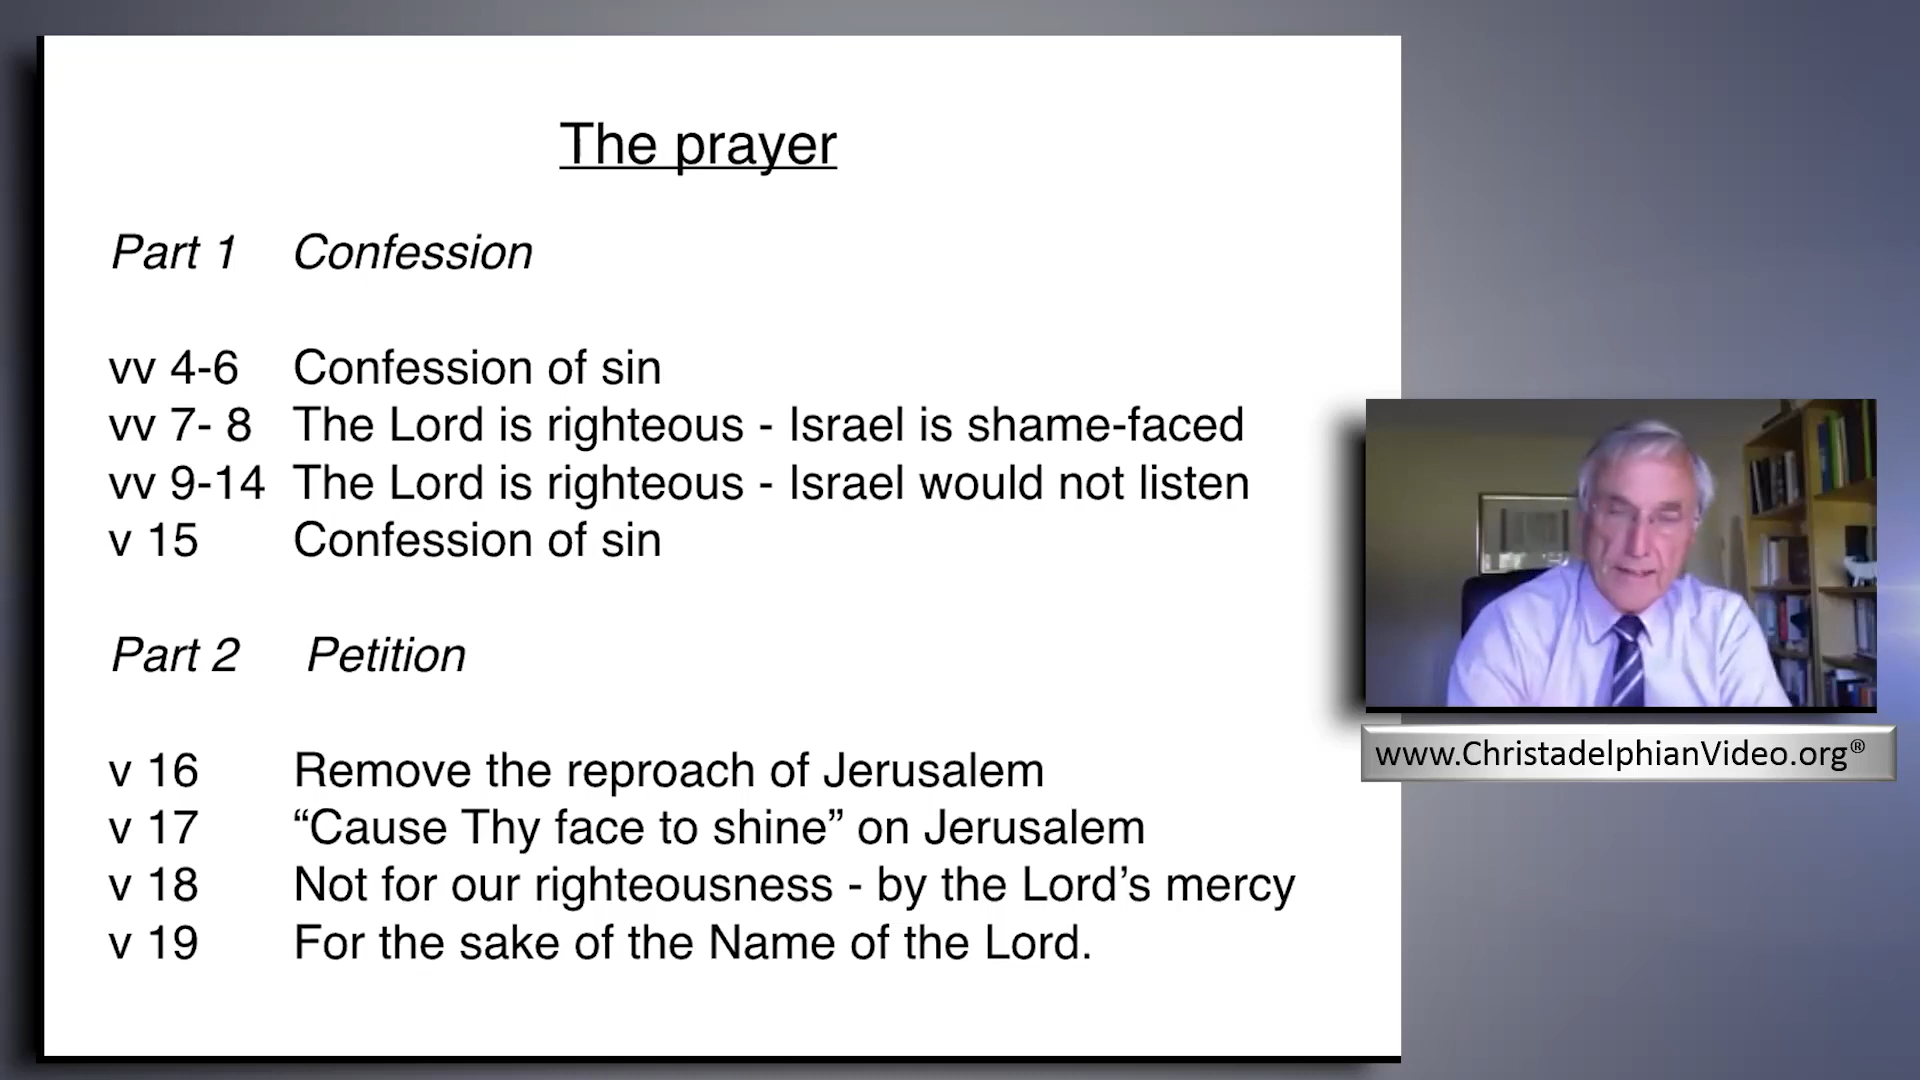 The prayer
Part 1 Confession
vv 4-6 Confession of sin
vv 7- 8 The Lord is righteous - Israel is shame-faced
vv 9-14 The Lord is righteous - Israel would not listen
v 15 Confession of sin
Part 2 Petition
v 16 Remove the reproach of Jerusalem
v 17 “Cause Thy face to shine” on Jerusalem
v 18 Not for our righteousness - by the Lord’s mercy
v 19 For the sake of the Name of the Lord.
www.ChristadelphianVideo.org®